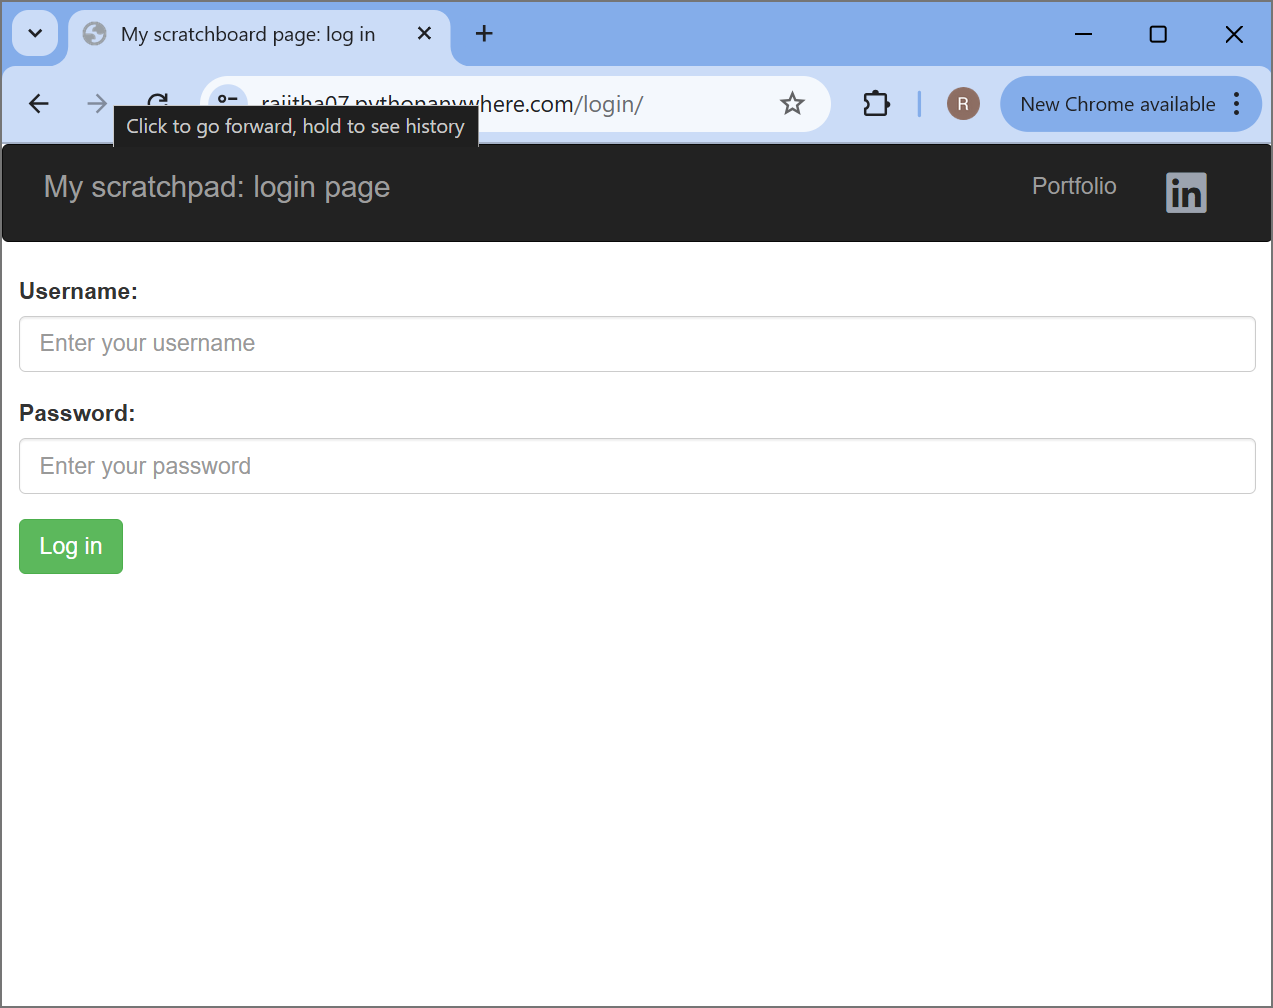 My scratchboard page: log in
rajitha07.pythonanywhere.com/login/
R
New Chrome available
Click to go forward, hold to see history
My scratchpad: login page
Portfolio
in
Username:
Enter your username
Password:
Enter your password
Log in